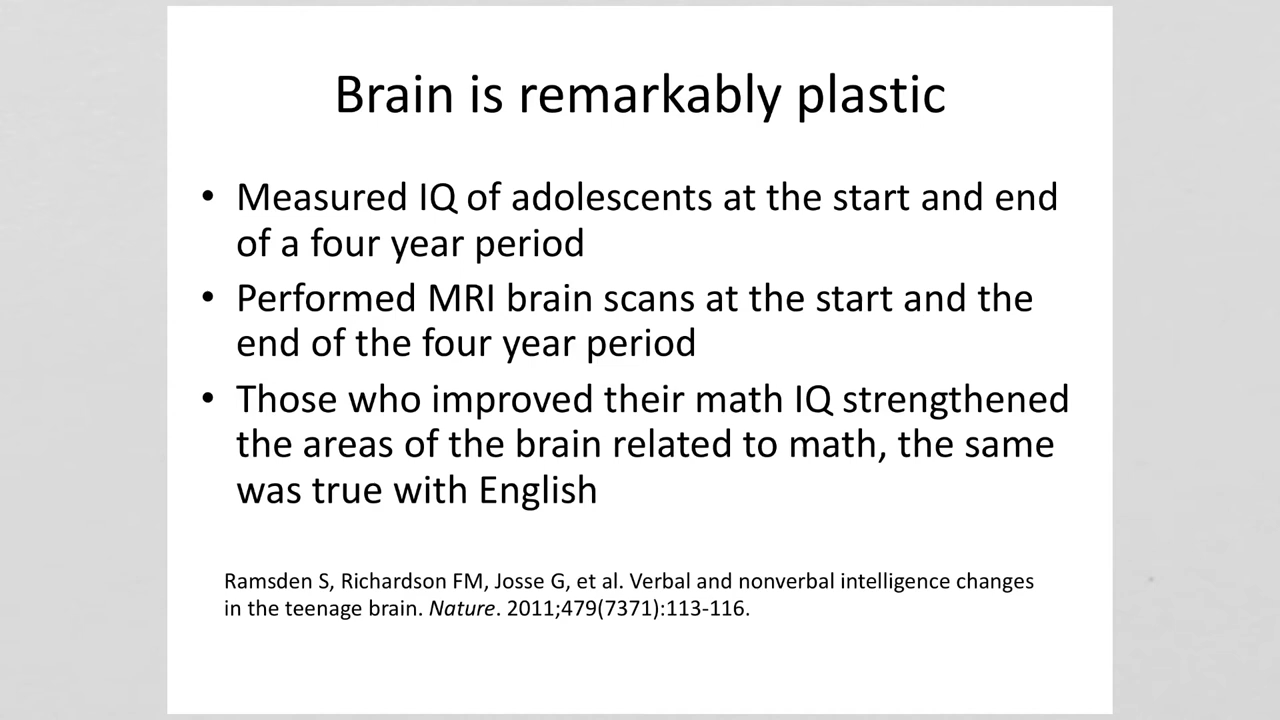 Brain is remarkably plastic
• Measured IQ of adolescents at the start and end
of a four year period
• Performed MRI brain scans at the start and the
end of the four year period
• Those who improved their math IQ strengthened
the areas of the brain related to math, the same
was true with English
Ramsden S, Richardson FM, Josse G, et al. Verbal and nonverbal intelligence changes
in the teenage brain. Nature. 2011;479(7371):113-116.